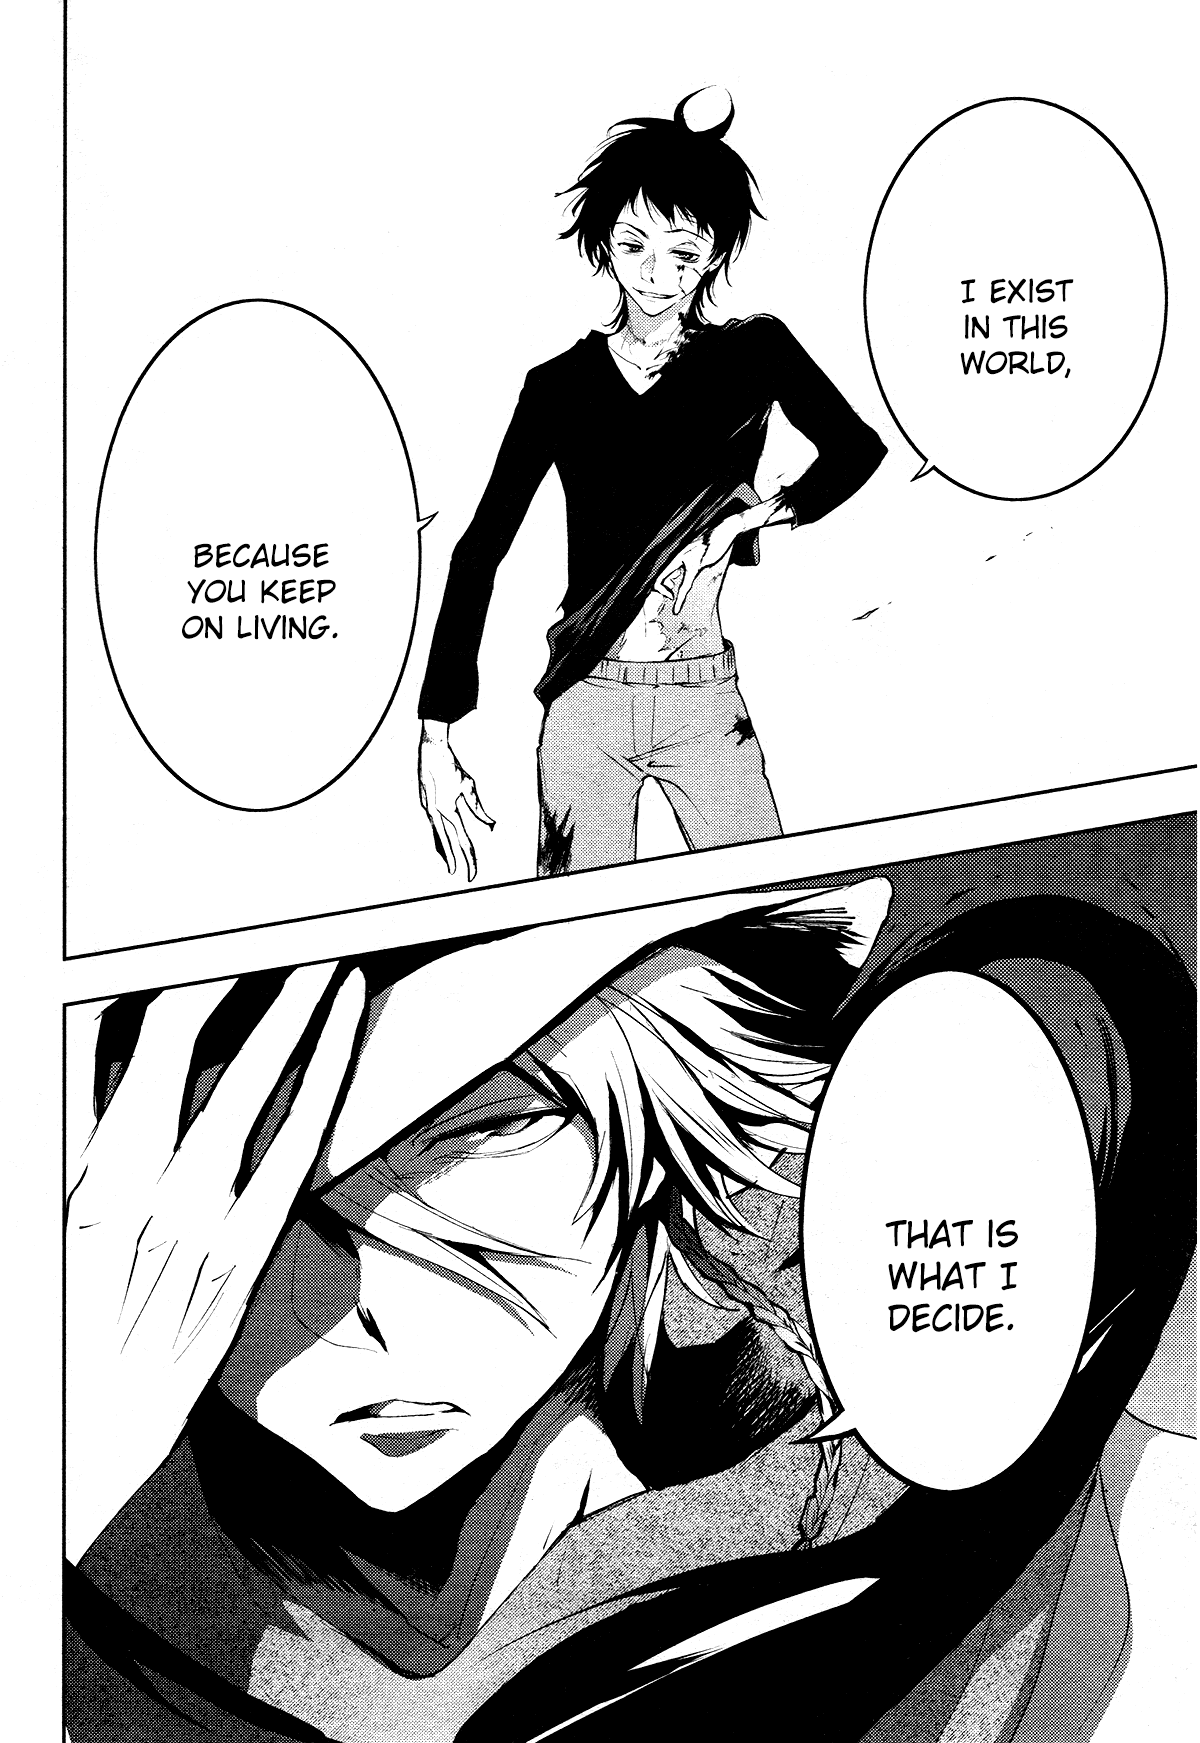 I EXIST
IN THIS
WORLD,
BECAUSE
YOU KEEP
ON LIVING.
THAT IS
WHAT I
DECIDE.